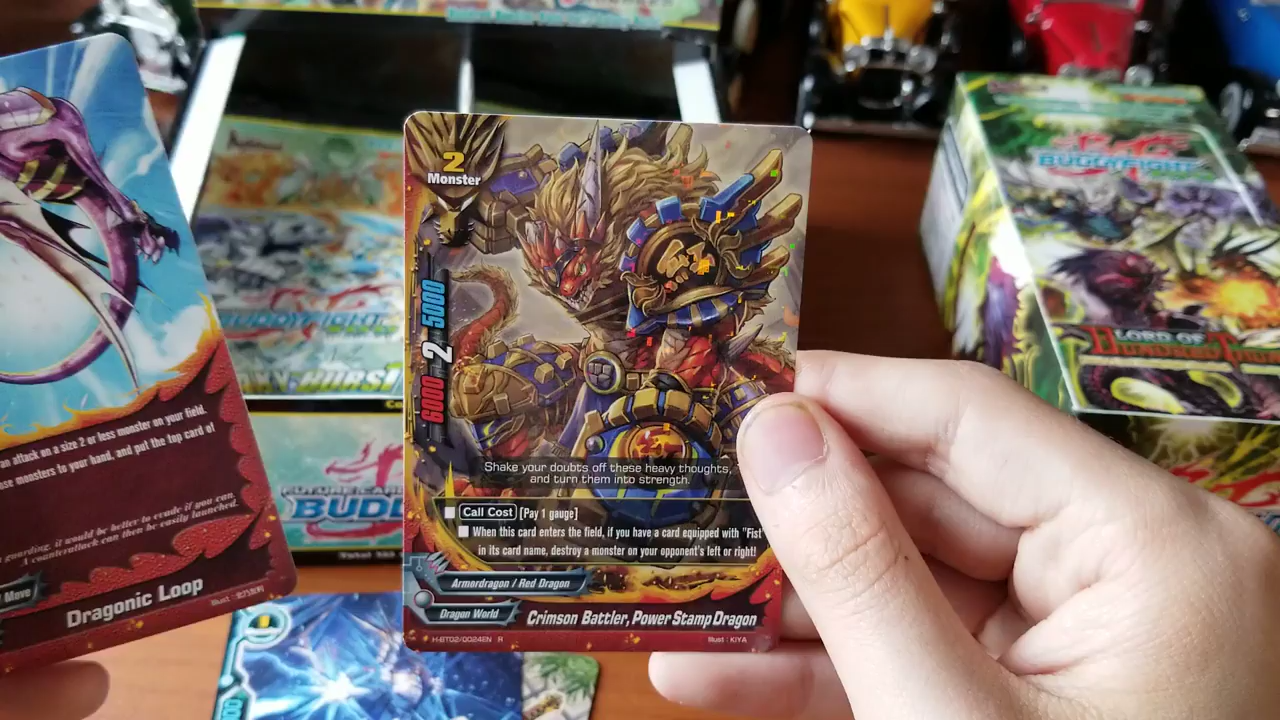 2
Monster
5000
2
6000
Shake your doubts off these heavy thoughts,
and turn them into strength.
Call Cost [Pay 1 gauge]
When this card enters the field, if you have a card equipped with "Fist"
in its card name, destroy a monster on your opponent's left or right!
Armordragon / Red Dragon
Dragon World
Crimson Battler, Power Stamp Dragon
H-BT02/0024EN R
Illust : KIYA
an attack on a size 2 or less monster on your field.
monsters to your hand, and put the top card of
guarding, it would be better to evade if you can.
A counterattack can then be easily launched.
Move
Dragonic Loop
BUDDYFIGHT
FUTURE CARD
BUDD
BUDDYFIGHT
LORD OF